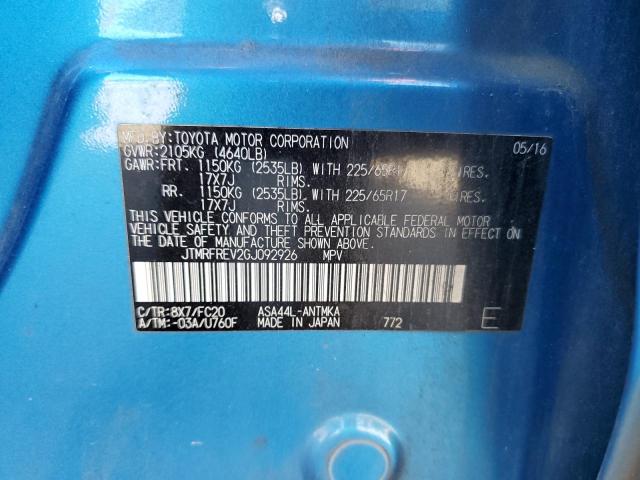 MFD. BY: TOYOTA MOTOR CORPORATION 05/16
GVWR: 2105KG (4640LB)
GAWR: FRT. 1150KG (2535LB) WITH 225/65R17 TIRES.
17X7J RIMS.
RR. 1150KG (2535LB) WITH 225/65R17 TIRES.
17X7J RIMS.
THIS VEHICLE CONFORMS TO ALL APPLICABLE FEDERAL MOTOR
VEHICLE SAFETY AND THEFT PREVENTION STANDARDS
IN EFFECT ON THE DATE OF MANUFACTURE SHOWN ABOVE.
JTMRFREV2GJ092926 MPV
C/TR: 8X7/FC20 ASA44L-ANTMKA
A/TM: -03A/U760F MADE IN JAPAN 772 E